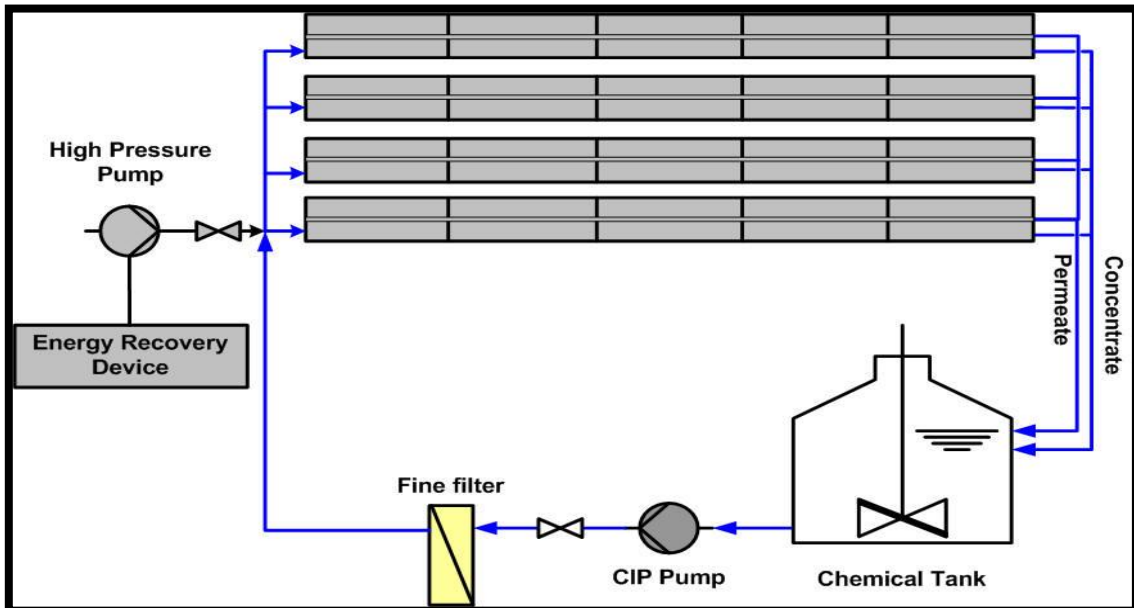 High Pressure
Pump
Energy Recovery
Device
Permeate
Concentrate
Fine filter
CIP Pump
Chemical Tank